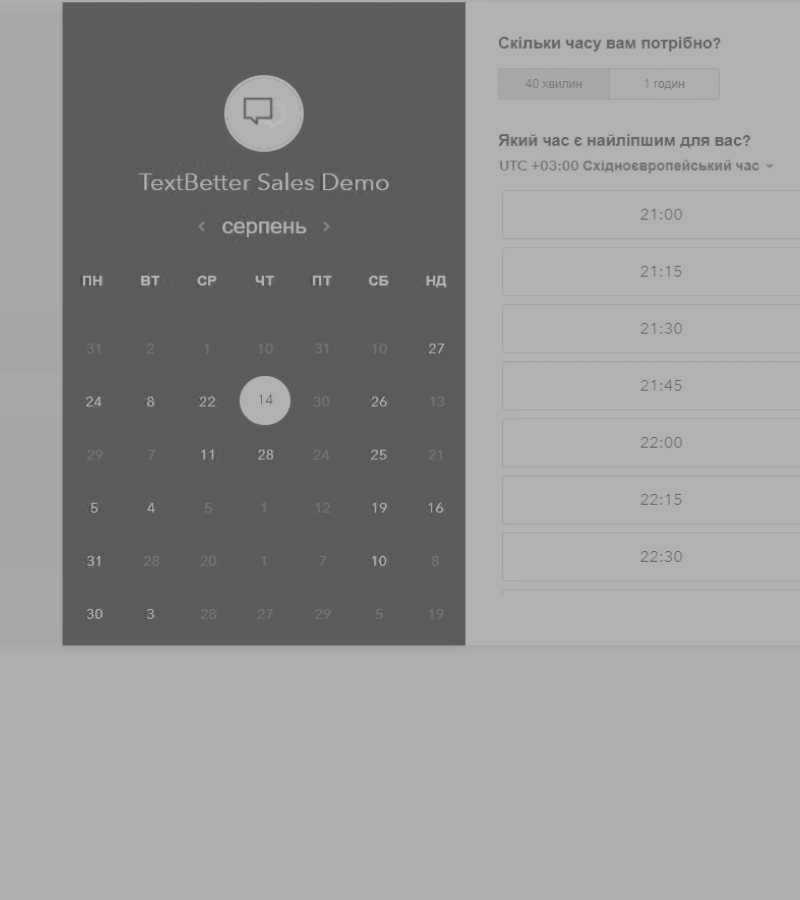 TextBetter Sales Demo
серпень
ПН ВТ СР ЧТ ПТ СБ НД
31 2 1 10 31 10 27
24 8 22 14 30 26 13
29 7 11 28 24 25 21
5 4 5 1 12 19 16
31 28 20 1 7 10 8
30 3 28 27 29 5 19
Скільки часу вам потрібно?
40 хвилин 1 годин
Який час є найліпшим для вас?
UTC +03:00 Східноєвропейський час
21:00
21:15
21:30
21:45
22:00
22:15
22:30